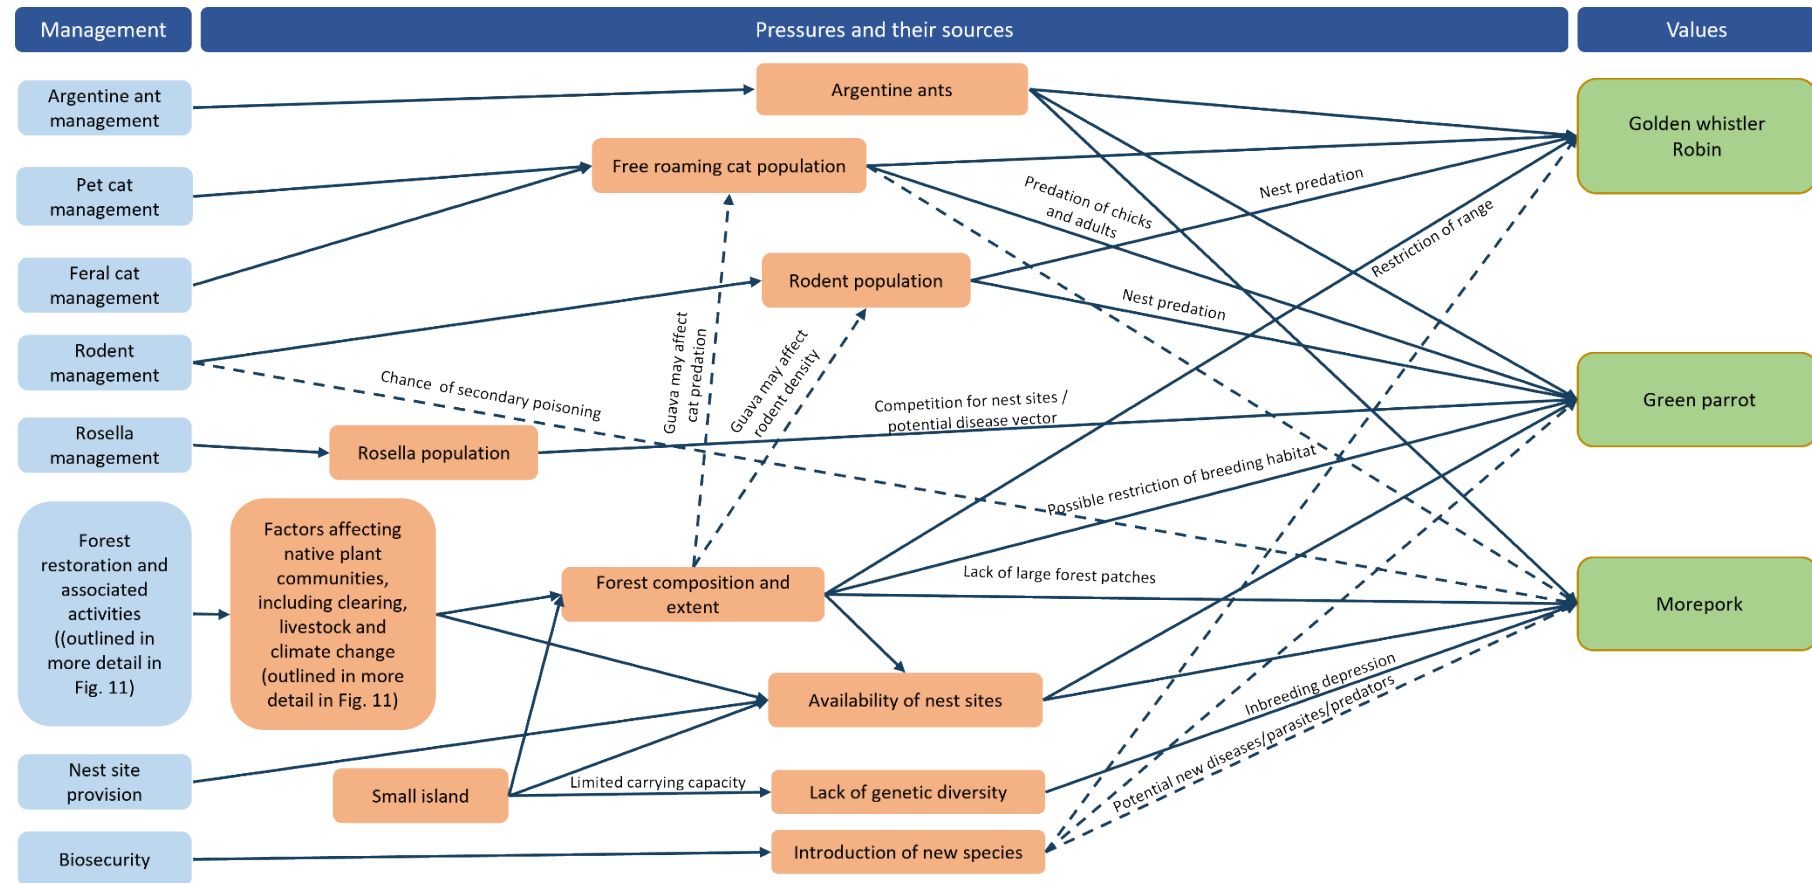 Management
Pressures and their sources
Values
Argentine ant
management
Argentine ants
Golden whistler
Robin
Pet cat
management
Free roaming cat population
Predation of chicks
and adults
Nest predation
Restriction of range
Feral cat
management
Rodent population
Nest predation
Rodent
management
Chance of secondary poisoning
Guava may affect
cat predation
Guava may affect
rodent density
Competition for nest sites /
potential disease vector
Green parrot
Rosella
management
Rosella population
Possible restriction of breeding habitat
Forest
restoration and
associated
activities
((outlined in
more detail in
Fig. 11)
Factors affecting
native plant
communities,
including clearing,
livestock and
climate change
(outlined in more
detail in Fig. 11)
Forest composition and
extent
Lack of large forest patches
Morepork
Availability of nest sites
Inbreeding depression
Potential new diseases/parasites/predators
Nest site
provision
Small island
Limited carrying capacity
Lack of genetic diversity
Biosecurity
Introduction of new species